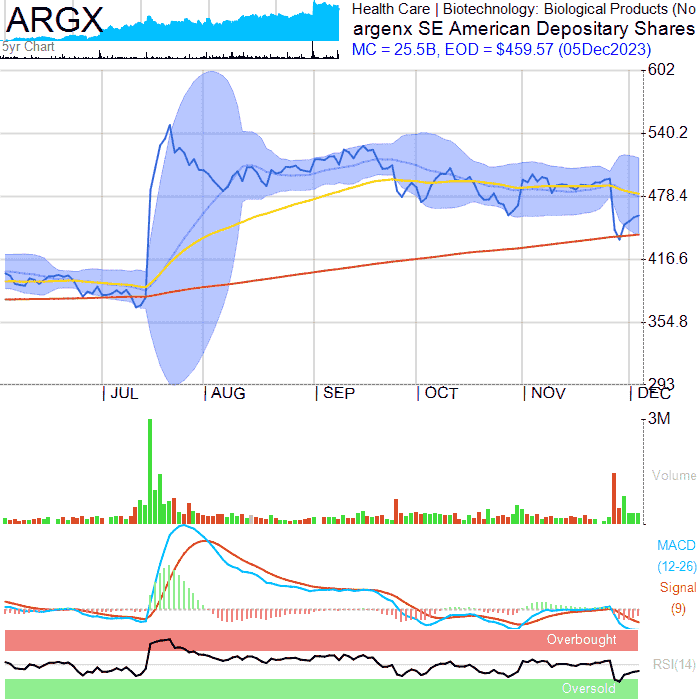 ARGX
5yr Chart
Health Care | Biotechnology: Biological Products (No
argenx SE American Depositary Shares
MC = 25.5B, EOD = $459.57 (05Dec2023)
602
540.2
478.4
416.6
354.8
293
JUL AUG SEP OCT NOV DEC
3M
Volume
MACD
(12-26)
Signal
(9)
Overbought
RSI(14)
Oversold